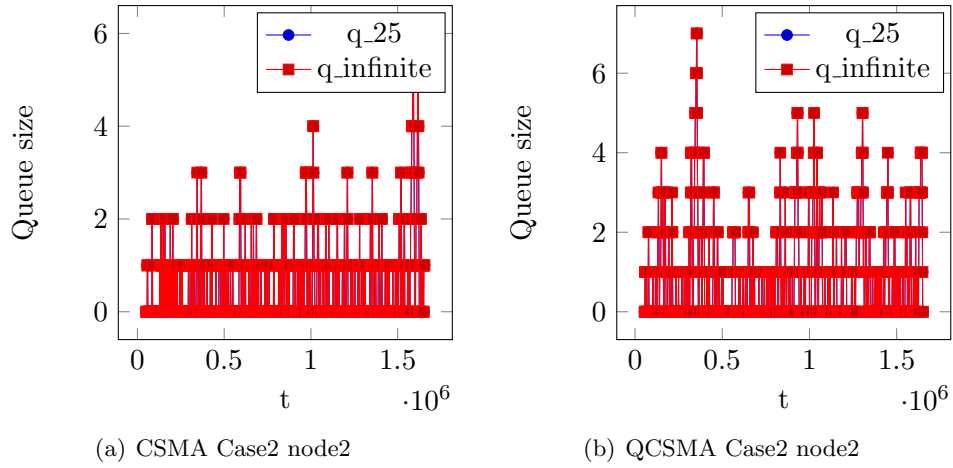 6
4
2
0
0
0.5
1
1.5
·10^6
t
Queue size
q_25
q_infinite
(a) CSMA Case2 node2
6
4
2
0
0
0.5
1
1.5
·10^6
t
Queue size
q_25
q_infinite
(b) QCSMA Case2 node2